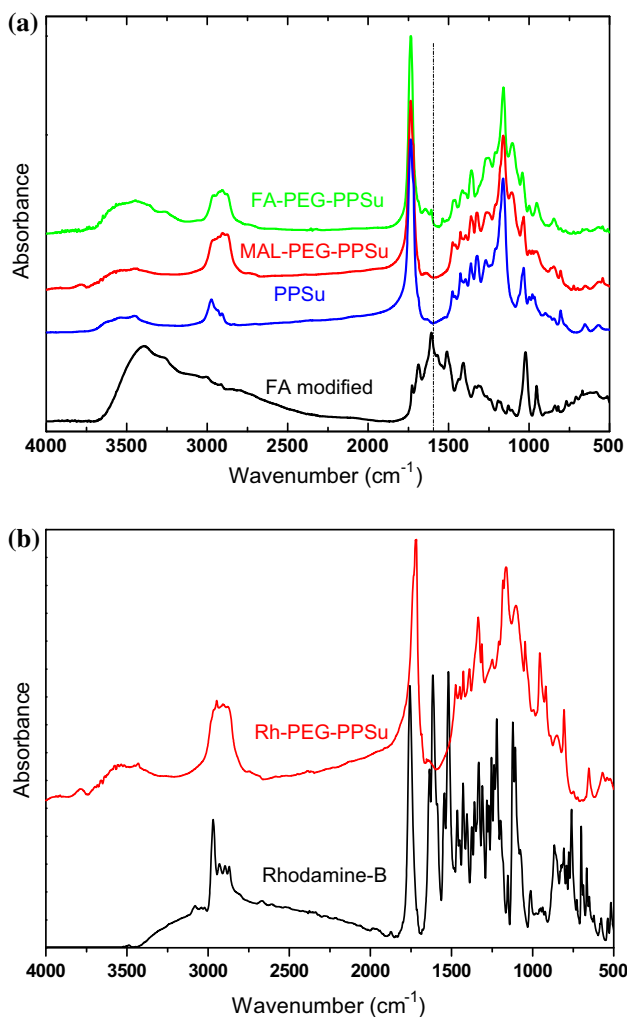 (a)
FA-PEG-PPSu
MAL-PEG-PPSu
PPSu
FA modified
Absorbance
4000 3500 3000 2500 2000 1500 1000 500
Wavenumber (cm⁻¹)
(b)
Rh-PEG-PPSu
Rhodamine-B
Absorbance
4000 3500 3000 2500 2000 1500 1000 500
Wavenumber (cm⁻¹)